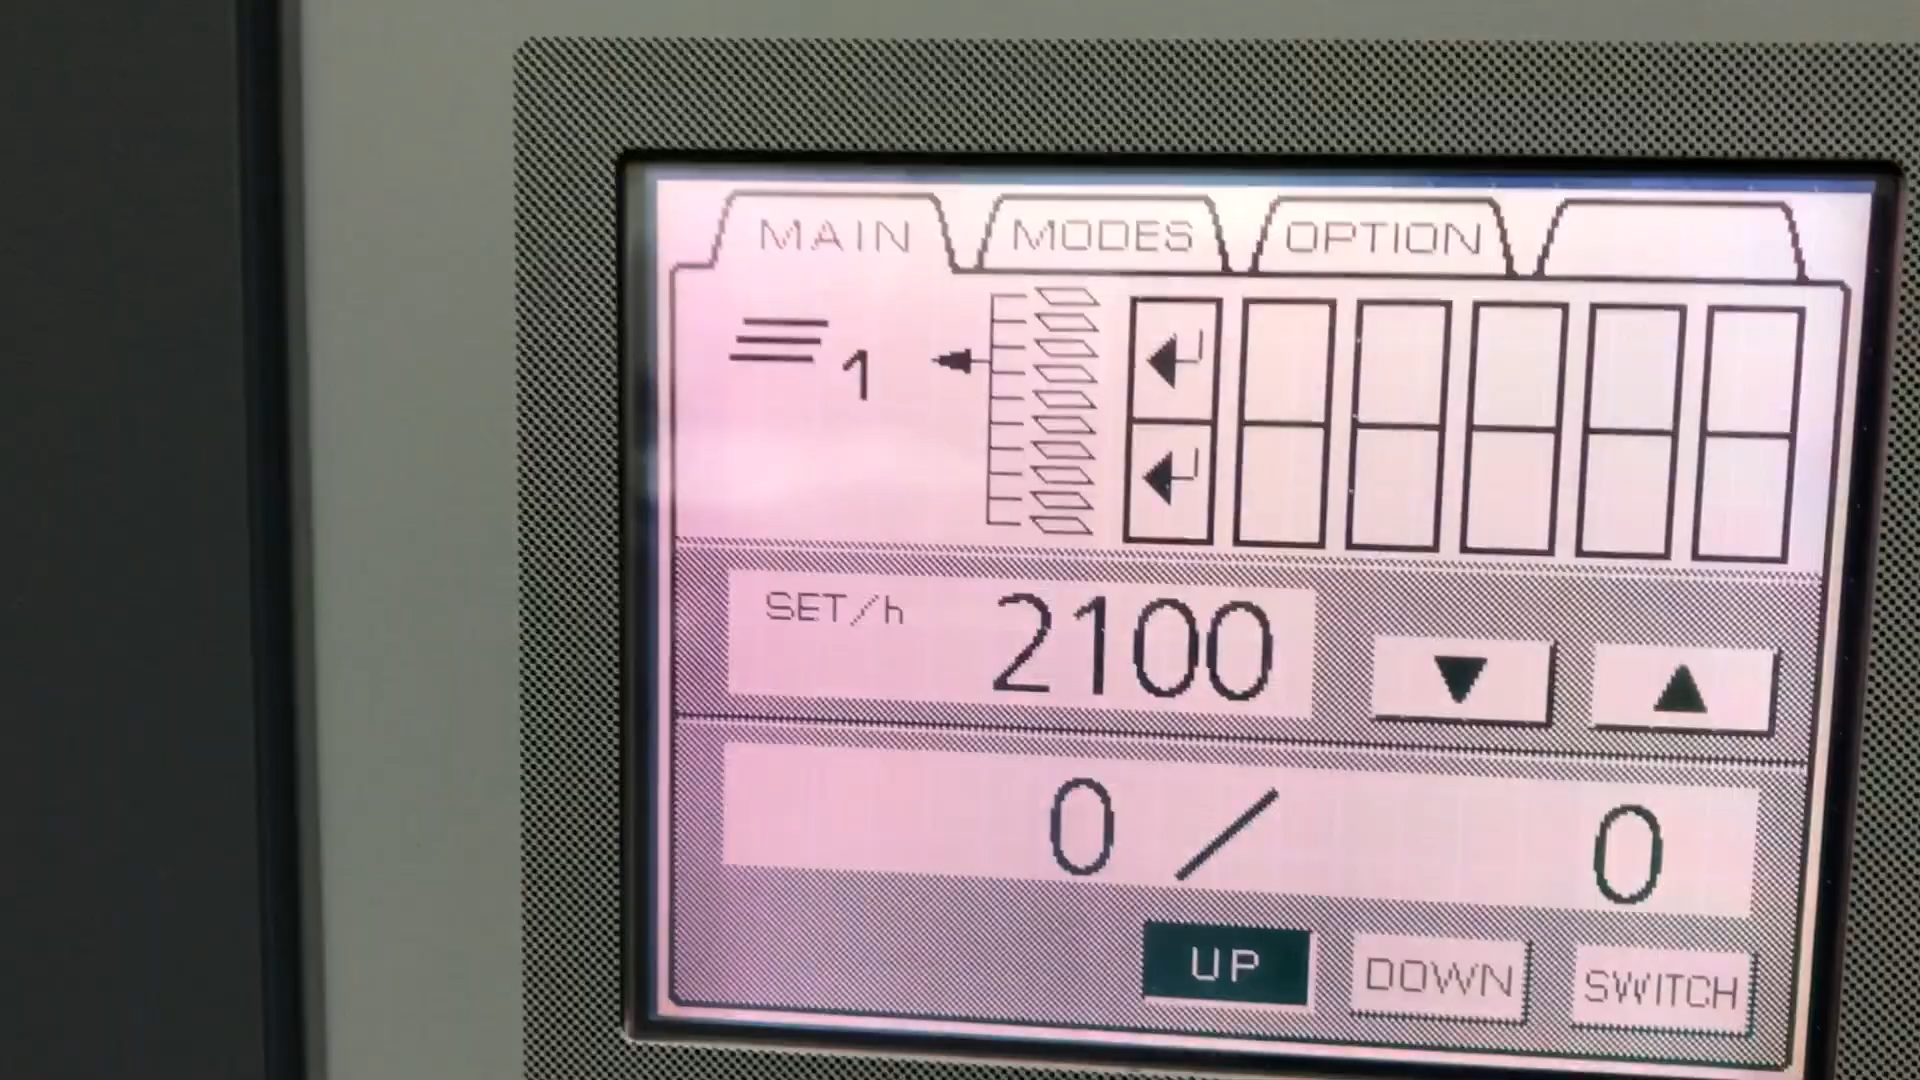 MAIN MODES OPTION
1
SET/h 2100
0 / 0
UP DOWN SWITCH